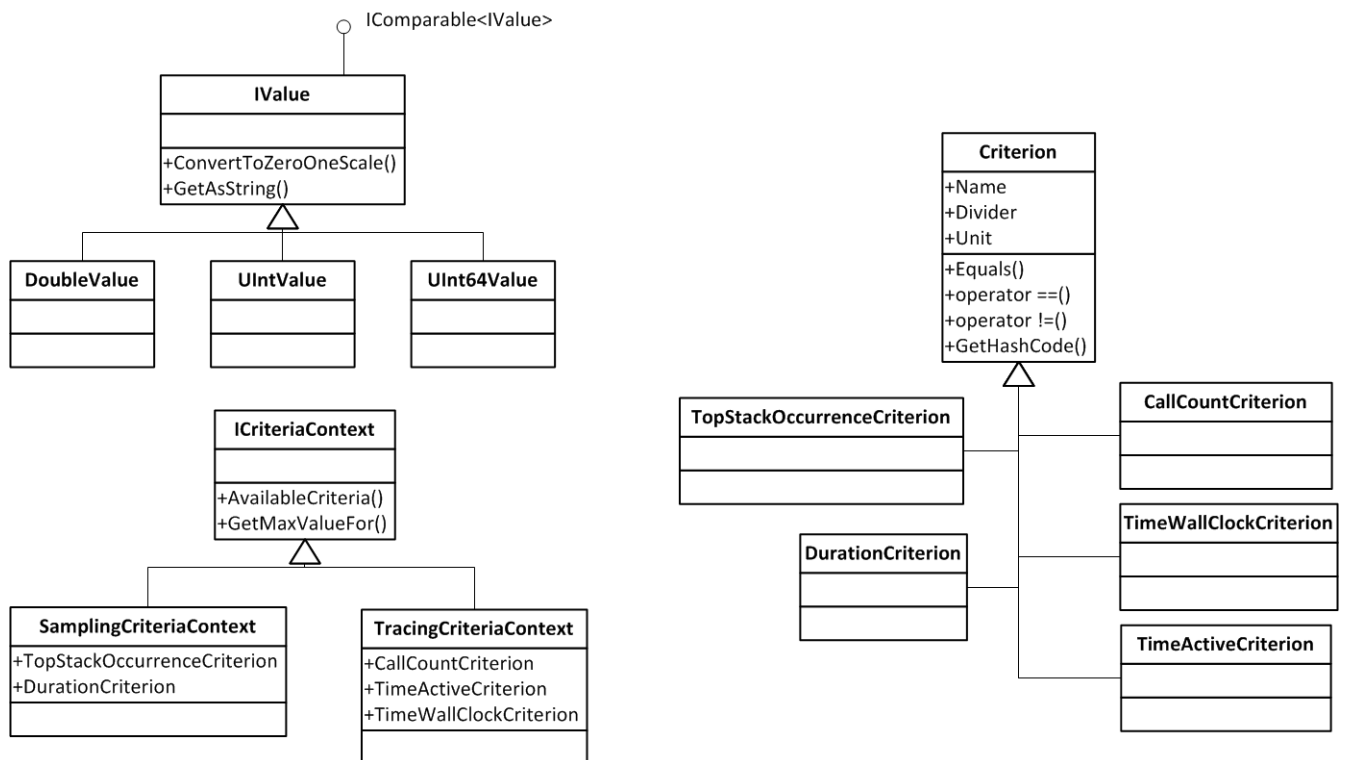 IComparable<IValue>
IValue
+ConvertToZeroOneScale()
+GetAsString()
DoubleValue
UIntValue
UInt64Value
ICriteriaContext
+AvailableCriteria()
+GetMaxValueFor()
SamplingCriteriaContext
+TopStackOccurrenceCriterion
+DurationCriterion
TracingCriteriaContext
+CallCountCriterion
+TimeActiveCriterion
+TimeWallClockCriterion
Criterion
+Name
+Divider
+Unit
+Equals()
+operator ==()
+operator !=()
+GetHashCode()
TopStackOccurrenceCriterion
CallCountCriterion
TimeWallClockCriterion
DurationCriterion
TimeActiveCriterion